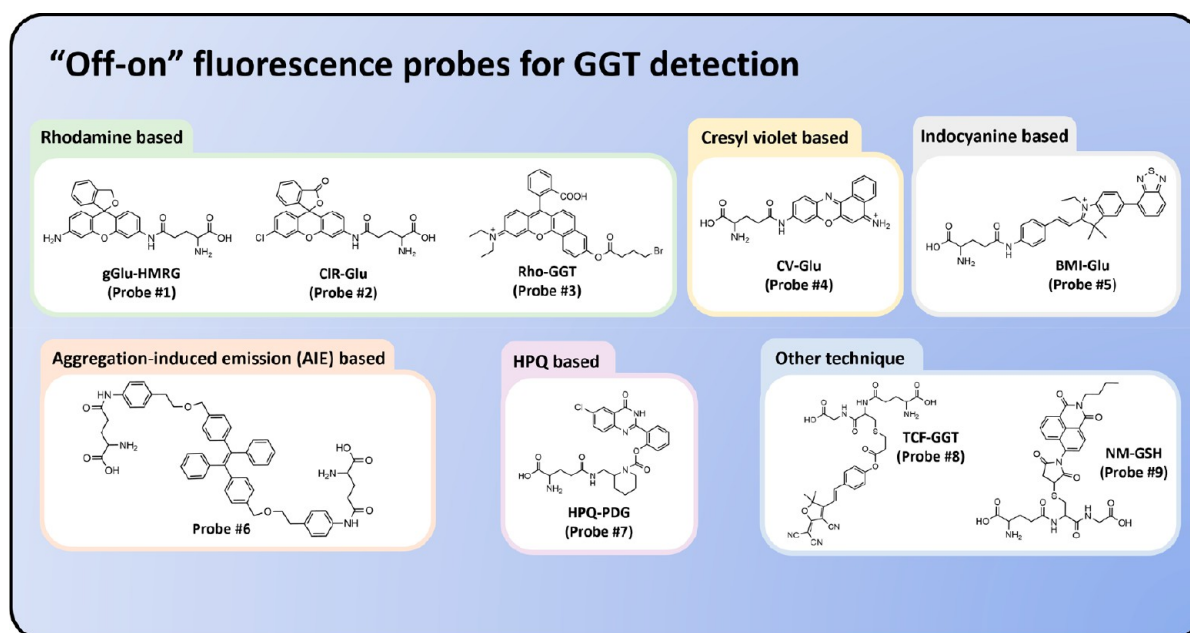 “Off-on” fluorescence probes for GGT detection
Rhodamine based
gGlu-HMRG
(Probe #1)
ClR-Glu
(Probe #2)
Rho-GGT
(Probe #3)
Cresyl violet based
CV-Glu
(Probe #4)
Indocyanine based
BMI-Glu
(Probe #5)
Aggregation-induced emission (AIE) based
Probe #6
HPQ based
HPQ-PDG
(Probe #7)
Other technique
TCF-GGT
(Probe #8)
NM-GSH
(Probe #9)